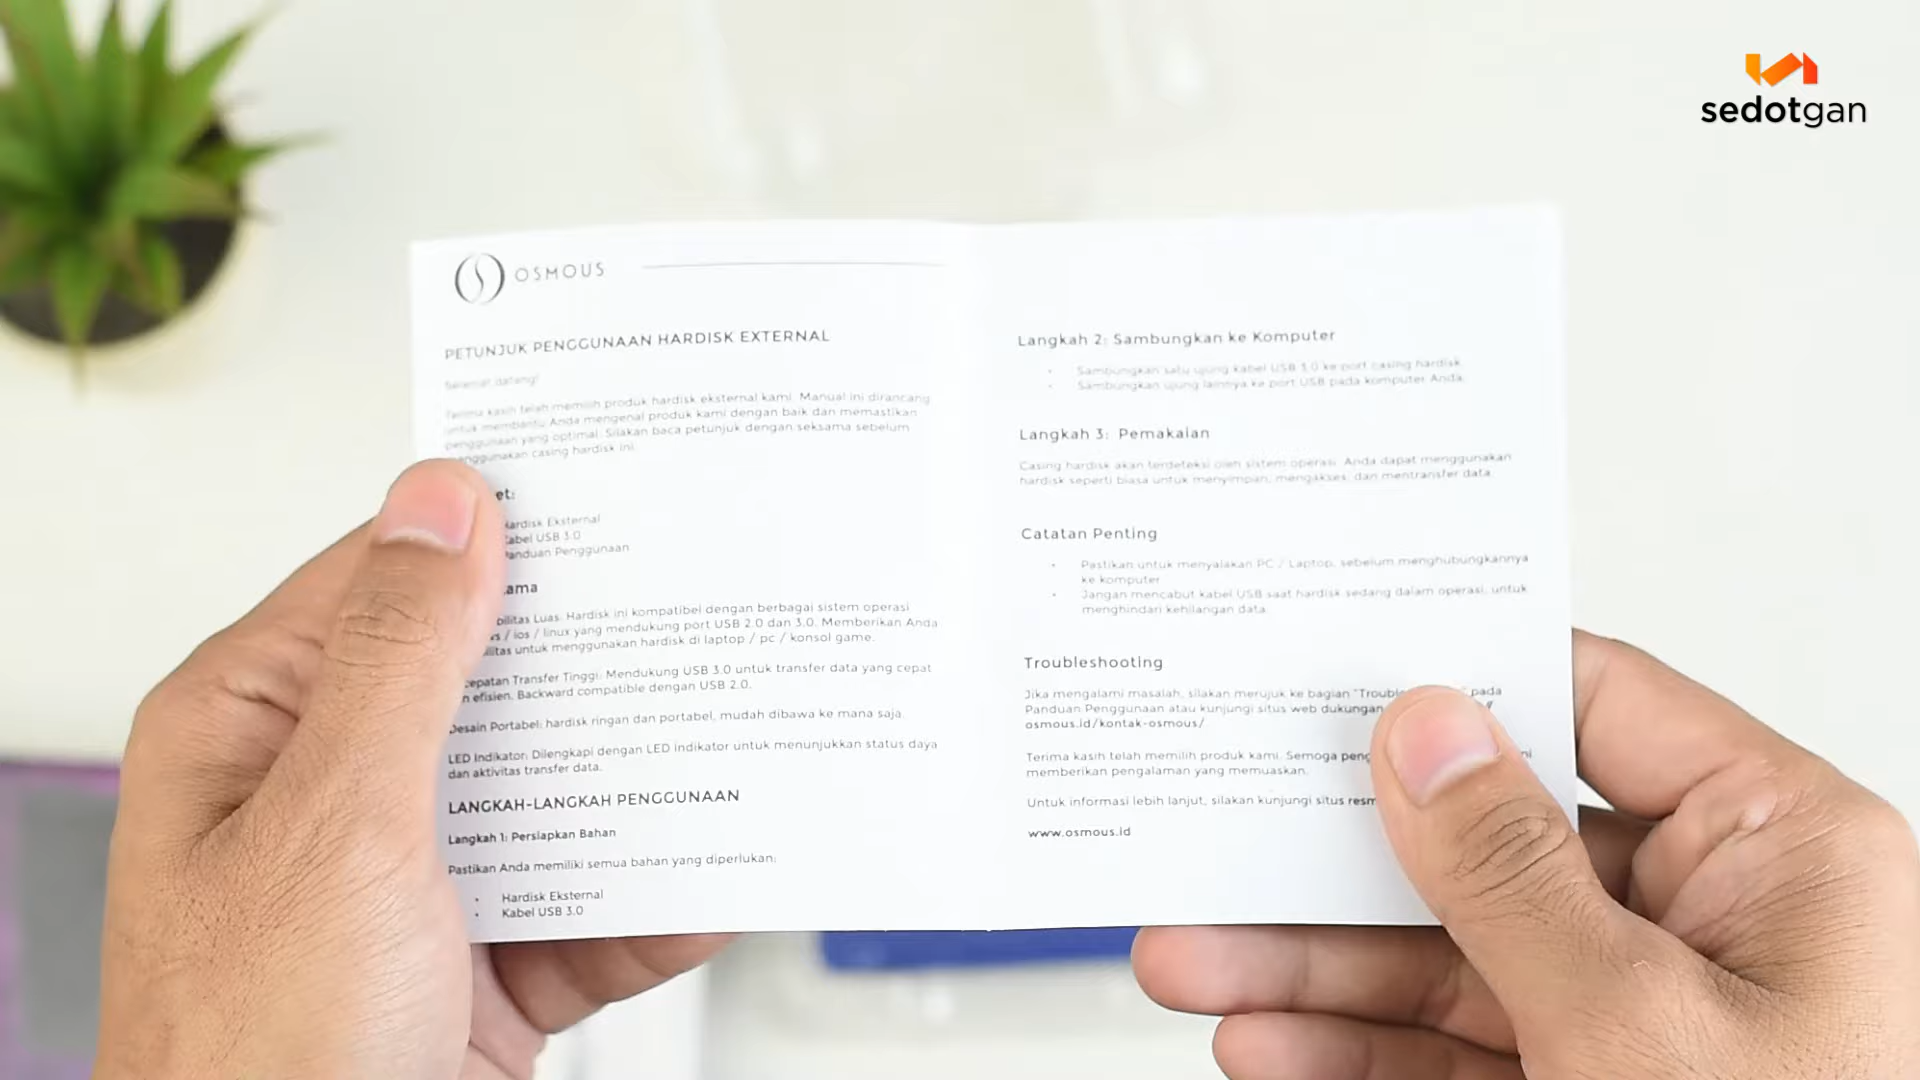 sedotgan
OSMOUS
PETUNJUK PENGGUNAAN HARDISK EXTERNAL
Selamat datang!
Terima kasih telah memilih produk hardisk eksternal kami. Manual ini dirancang
untuk membantu Anda mengenal produk kami dengan baik dan memastikan
penggunaan yang optimal. Silakan baca petunjuk dengan seksama sebelum
menggunakan casing hardisk ini.
Hardisk Eksternal
Kabel USB 3.0
Panduan Penggunaan
Luas: Hardisk ini kompatibel dengan berbagai sistem operasi
/ ios / linux yang mendukung port USB 2.0 dan 3.0. Memberikan Anda
untuk menggunakan hardisk di laptop / pc / konsol game.
Transfer Tinggi: Mendukung USB 3.0 untuk transfer data yang cepat
efisien. Backward compatible dengan USB 2.0.
Desain Portabel: hardisk ringan dan portabel, mudah dibawa ke mana saja.
LED Indikator: Dilengkapi dengan LED indikator untuk menunjukkan status daya
dan aktivitas transfer data.
LANGKAH-LANGKAH PENGGUNAAN
Langkah 1: Persiapkan Bahan
Pastikan Anda memiliki semua bahan yang diperlukan:
• Hardisk Eksternal
• Kabel USB 3.0
Langkah 2: Sambungkan ke Komputer
• Sambungkan satu ujung kabel USB 3.0 ke port casing hardisk.
• Sambungkan ujung lainnya ke port USB pada komputer Anda.
Langkah 3: Pemakaian
Casing hardisk akan terdeteksi oleh sistem operasi. Anda dapat menggunakan
hardisk seperti biasa untuk menyimpan, mengakses, dan mentransfer data.
Catatan Penting
• Pastikan untuk menyalakan PC / Laptop, sebelum menghubungkannya
ke komputer
• Jangan mencabut kabel USB saat hardisk sedang dalam operasi, untuk
menghindari kehilangan data.
Troubleshooting
Jika mengalami masalah, silakan merujuk ke bagian pada
Panduan Penggunaan atau kunjungi situs web dukungan
osmous.id/kontak-osmous/
Terima kasih telah memilih produk kami. Semoga
memberikan pengalaman yang memuaskan.
Untuk informasi lebih lanjut, silakan kunjungi situs
www.osmous.id